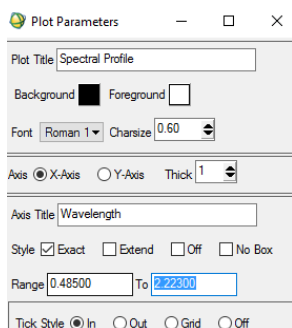 Plot Parameters
Plot Title Spectral Profile
Background Foreground
Font Roman 1 Charsize 0.60
Axis X-Axis Y-Axis Thick 1
Axis Title Wavelength
Style Exact Extend Off No Box
Range 0.48500 To 2.22300
Tick Style In Out Grid Off